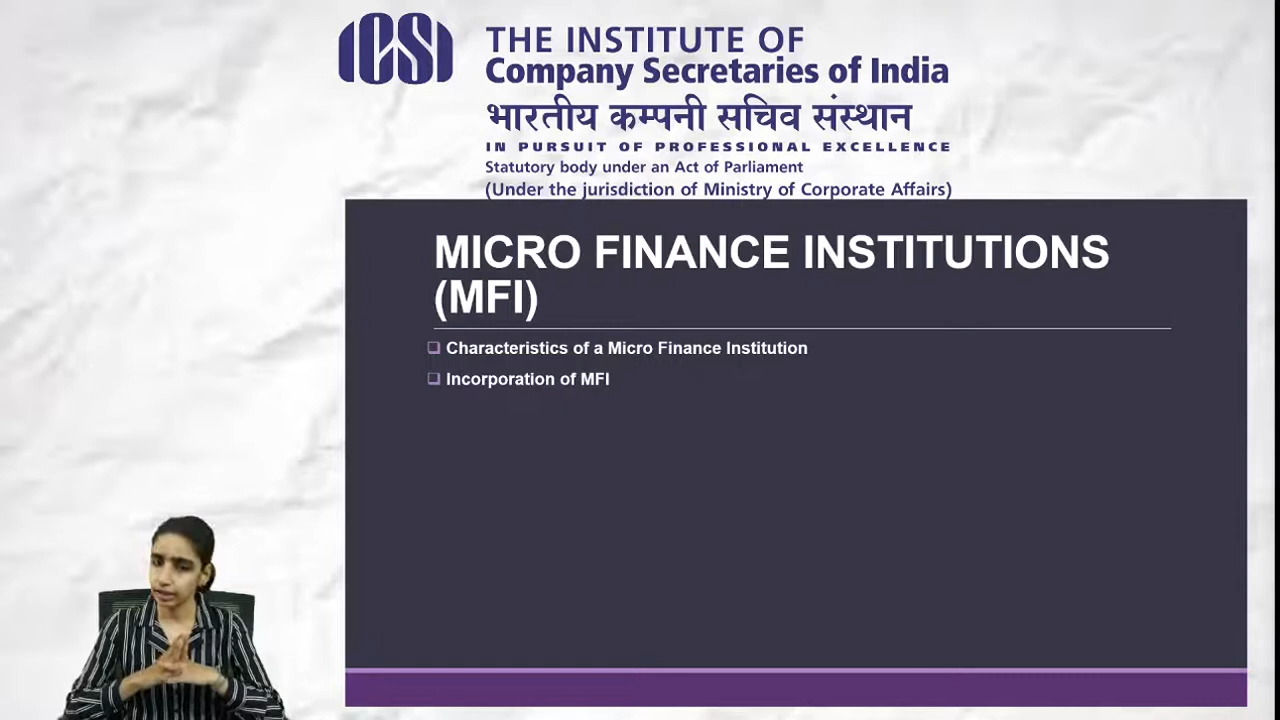 ICSI
THE INSTITUTE OF
Company Secretaries of India
भारतीय कम्पनी सचिव संस्थान
IN PURSUIT OF PROFESSIONAL EXCELLENCE
Statutory body under an Act of Parliament
(Under the jurisdiction of Ministry of Corporate Affairs)
MICRO FINANCE INSTITUTIONS
(MFI)
Characteristics of a Micro Finance Institution
Incorporation of MFI